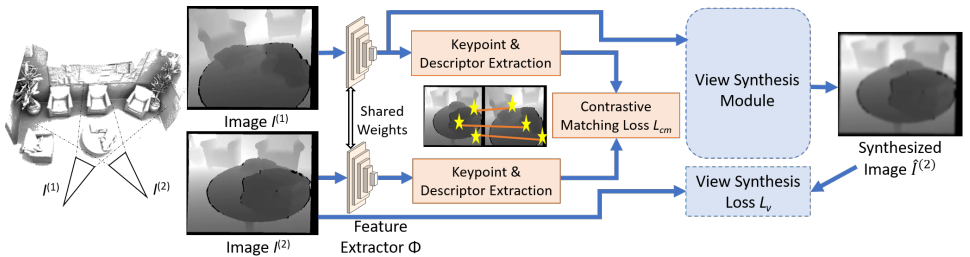 I(1)
I(2)
Image I(1)
Image I(2)
Shared
Weights
Feature
Extractor Φ
Keypoint &
Descriptor Extraction
Contrastive
Matching Loss Lcm
Keypoint &
Descriptor Extraction
View Synthesis
Module
View Synthesis
Loss Lv
Synthesized
Image Î(2)